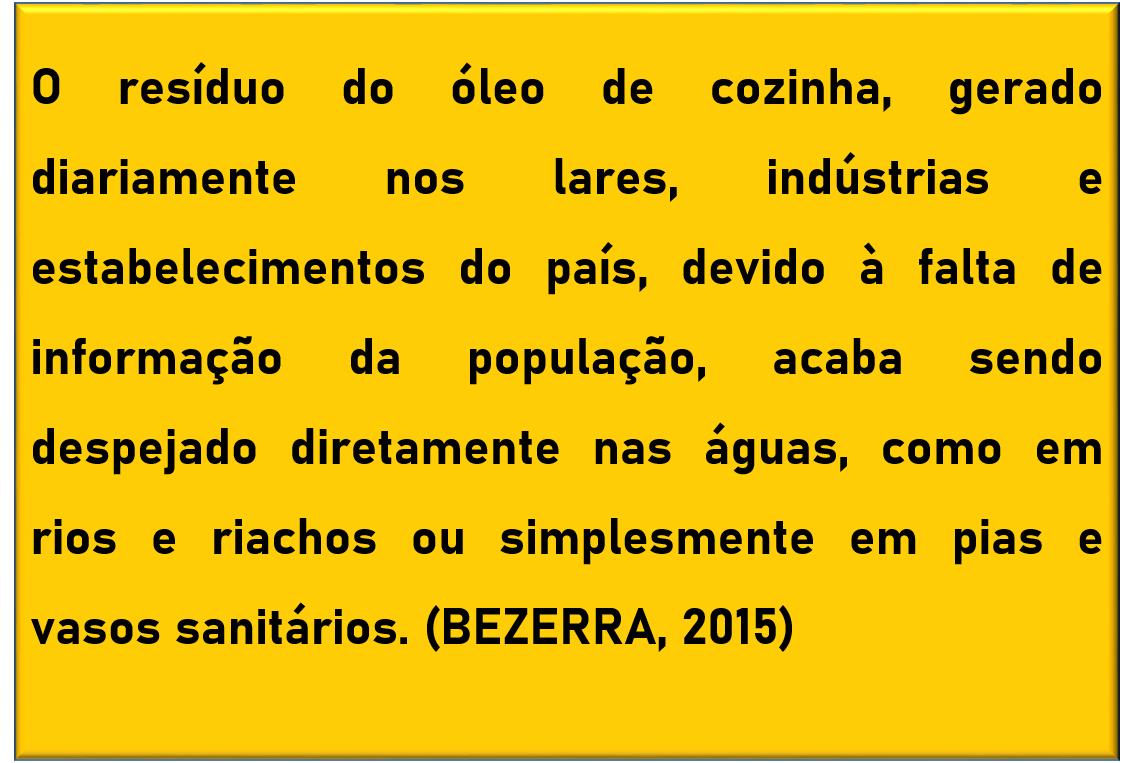 O resíduo do óleo de cozinha, gerado
diariamente nos lares, indústrias e
estabelecimentos do país, devido à falta de
informação da população, acaba sendo
despejado diretamente nas águas, como em
rios e riachos ou simplesmente em pias e
vasos sanitários. (BEZERRA, 2015)